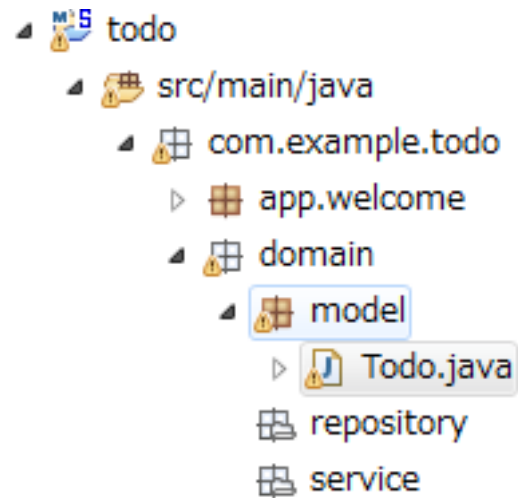 todo
src/main/java
com.example.todo
app.welcome
domain
model
Todo.java
repository
service